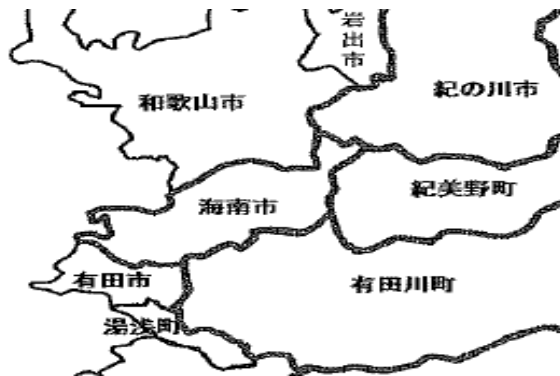 岩出市
紀の川市
和歌山市
紀美野町
海南市
有田市
有田川町
湯浅町